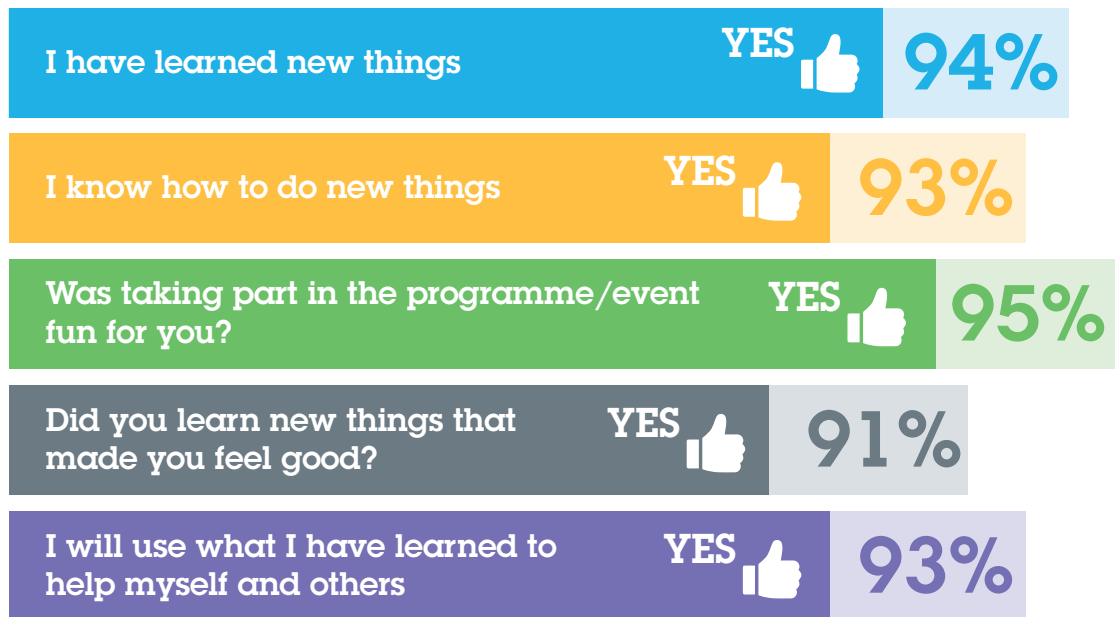 I have learned new things
YES
94%
I know how to do new things
YES
93%
Was taking part in the programme/event
fun for you?
YES
95%
Did you learn new things that
made you feel good?
YES
91%
I will use what I have learned to
help myself and others
YES
93%